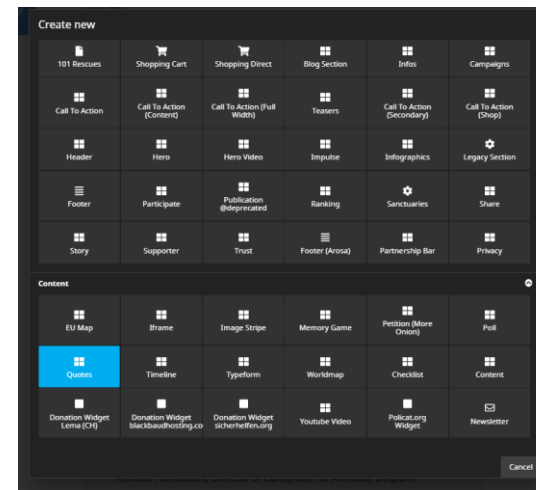 Create new
101 Rescues
Shopping Cart
Shopping Direct
Blog Section
Infos
Campaigns
Call To Action
Call To Action
(Content)
Call To Action (Full
Width)
Teasers
Call To Action
(Secondary)
Call To Action
(Shop)
Header
Hero
Hero Video
Impulse
Infographics
Legacy Section
Footer
Participate
Publication
@deprecated
Ranking
Sanctuaries
Share
Story
Supporter
Trust
Footer (Arosa)
Partnership Bar
Privacy
Content
EU Map
Iframe
Image Stripe
Memory Game
Petition (More
Onion)
Poll
Quotes
Timeline
Typeform
Worldmap
Checklist
Content
Donation Widget
Lema (CH)
Donation Widget
blackbaudhosting.co
Donation Widget
sicherhelfen.org
Youtube Video
Policat.org
Widget
Newsletter
Cancel